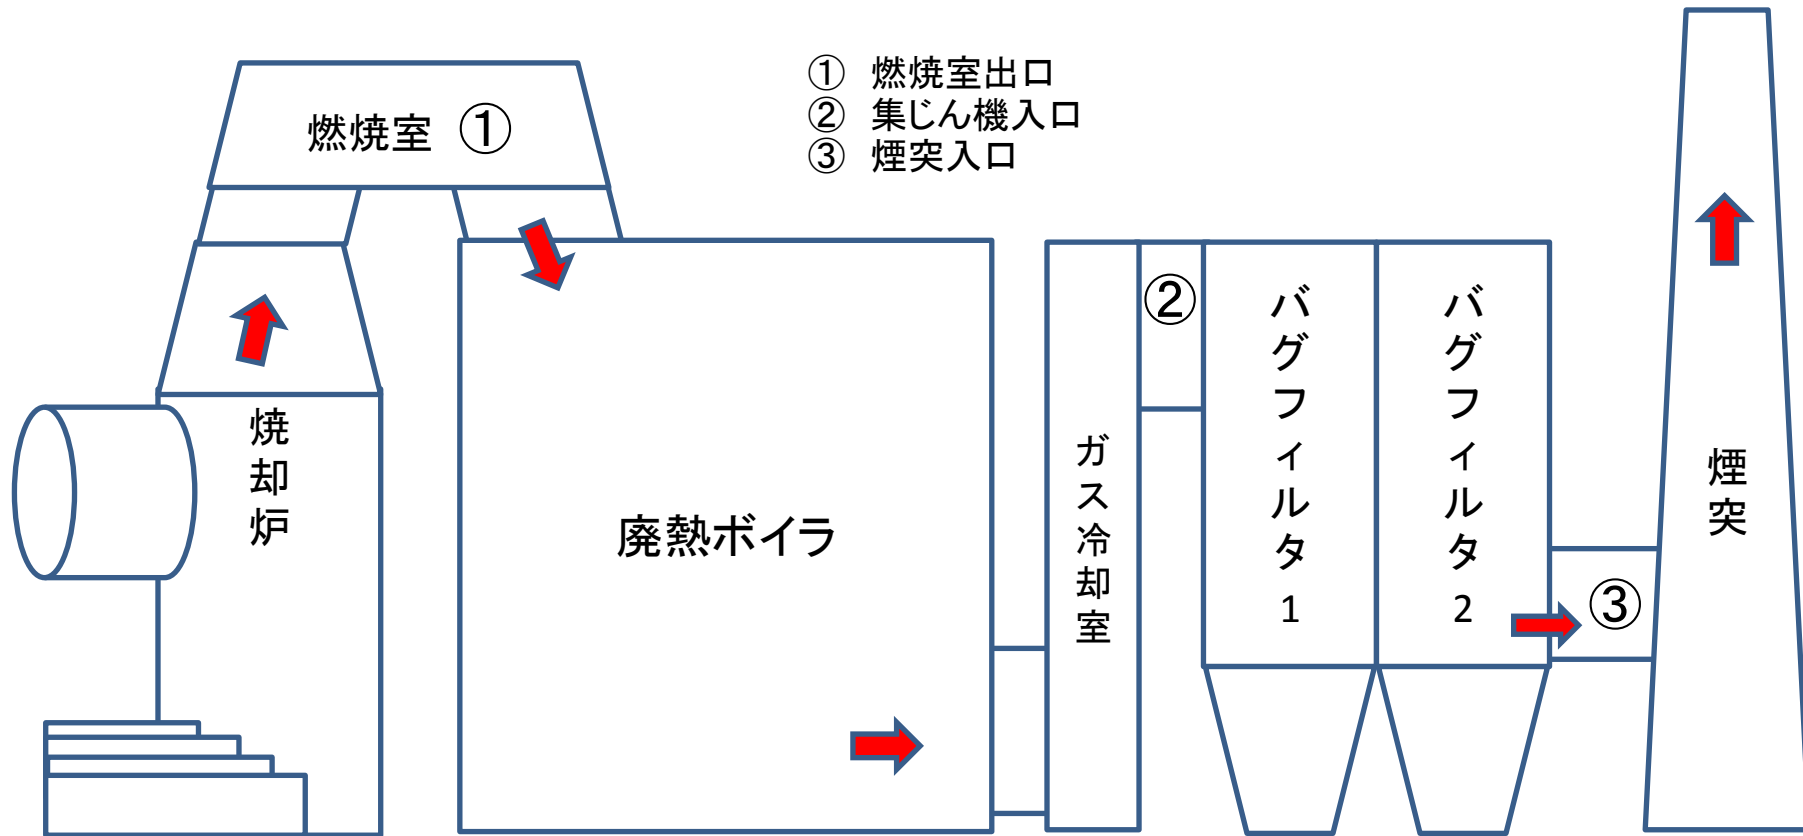 ① 燃焼室出口
② 集じん機入口
③ 煙突入口
燃焼室 ①
焼却炉
廃熱ボイラ
ガス冷却室
②
バグフィルタ1
バグフィルタ2
③
煙突